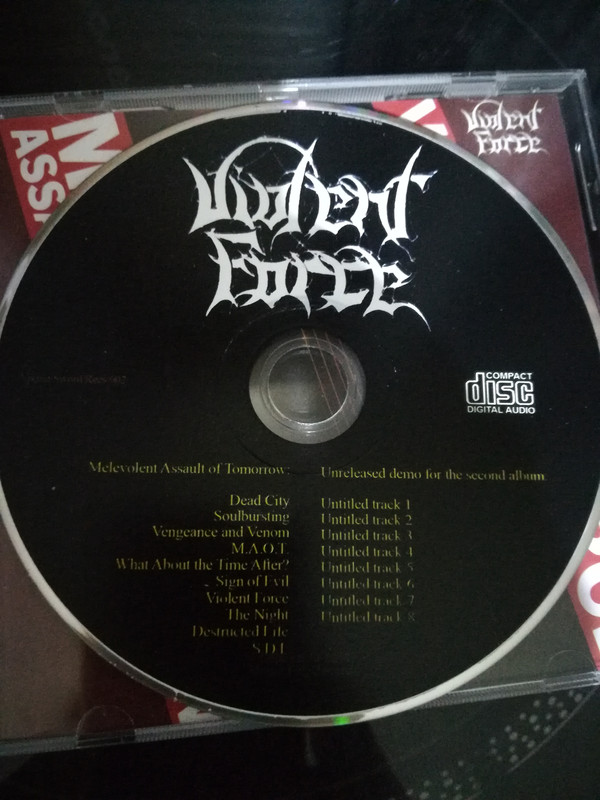 Violent
Force
Violent
Force
COMPACT
disc
DIGITAL AUDIO
Melevolent Assault of Tomorrow:
Dead City
Soulbursting
Vengeance and Venom
M.A.O.T.
What About the Time After?
Sign of Evil
Violent Force
The Night
Destructed Life
S.D.I.
Unreleased demo for the second album:
Untitled track 1
Untitled track 2
Untitled track 3
Untitled track 4
Untitled track 5
Untitled track 6
Untitled track 7
Untitled track 8